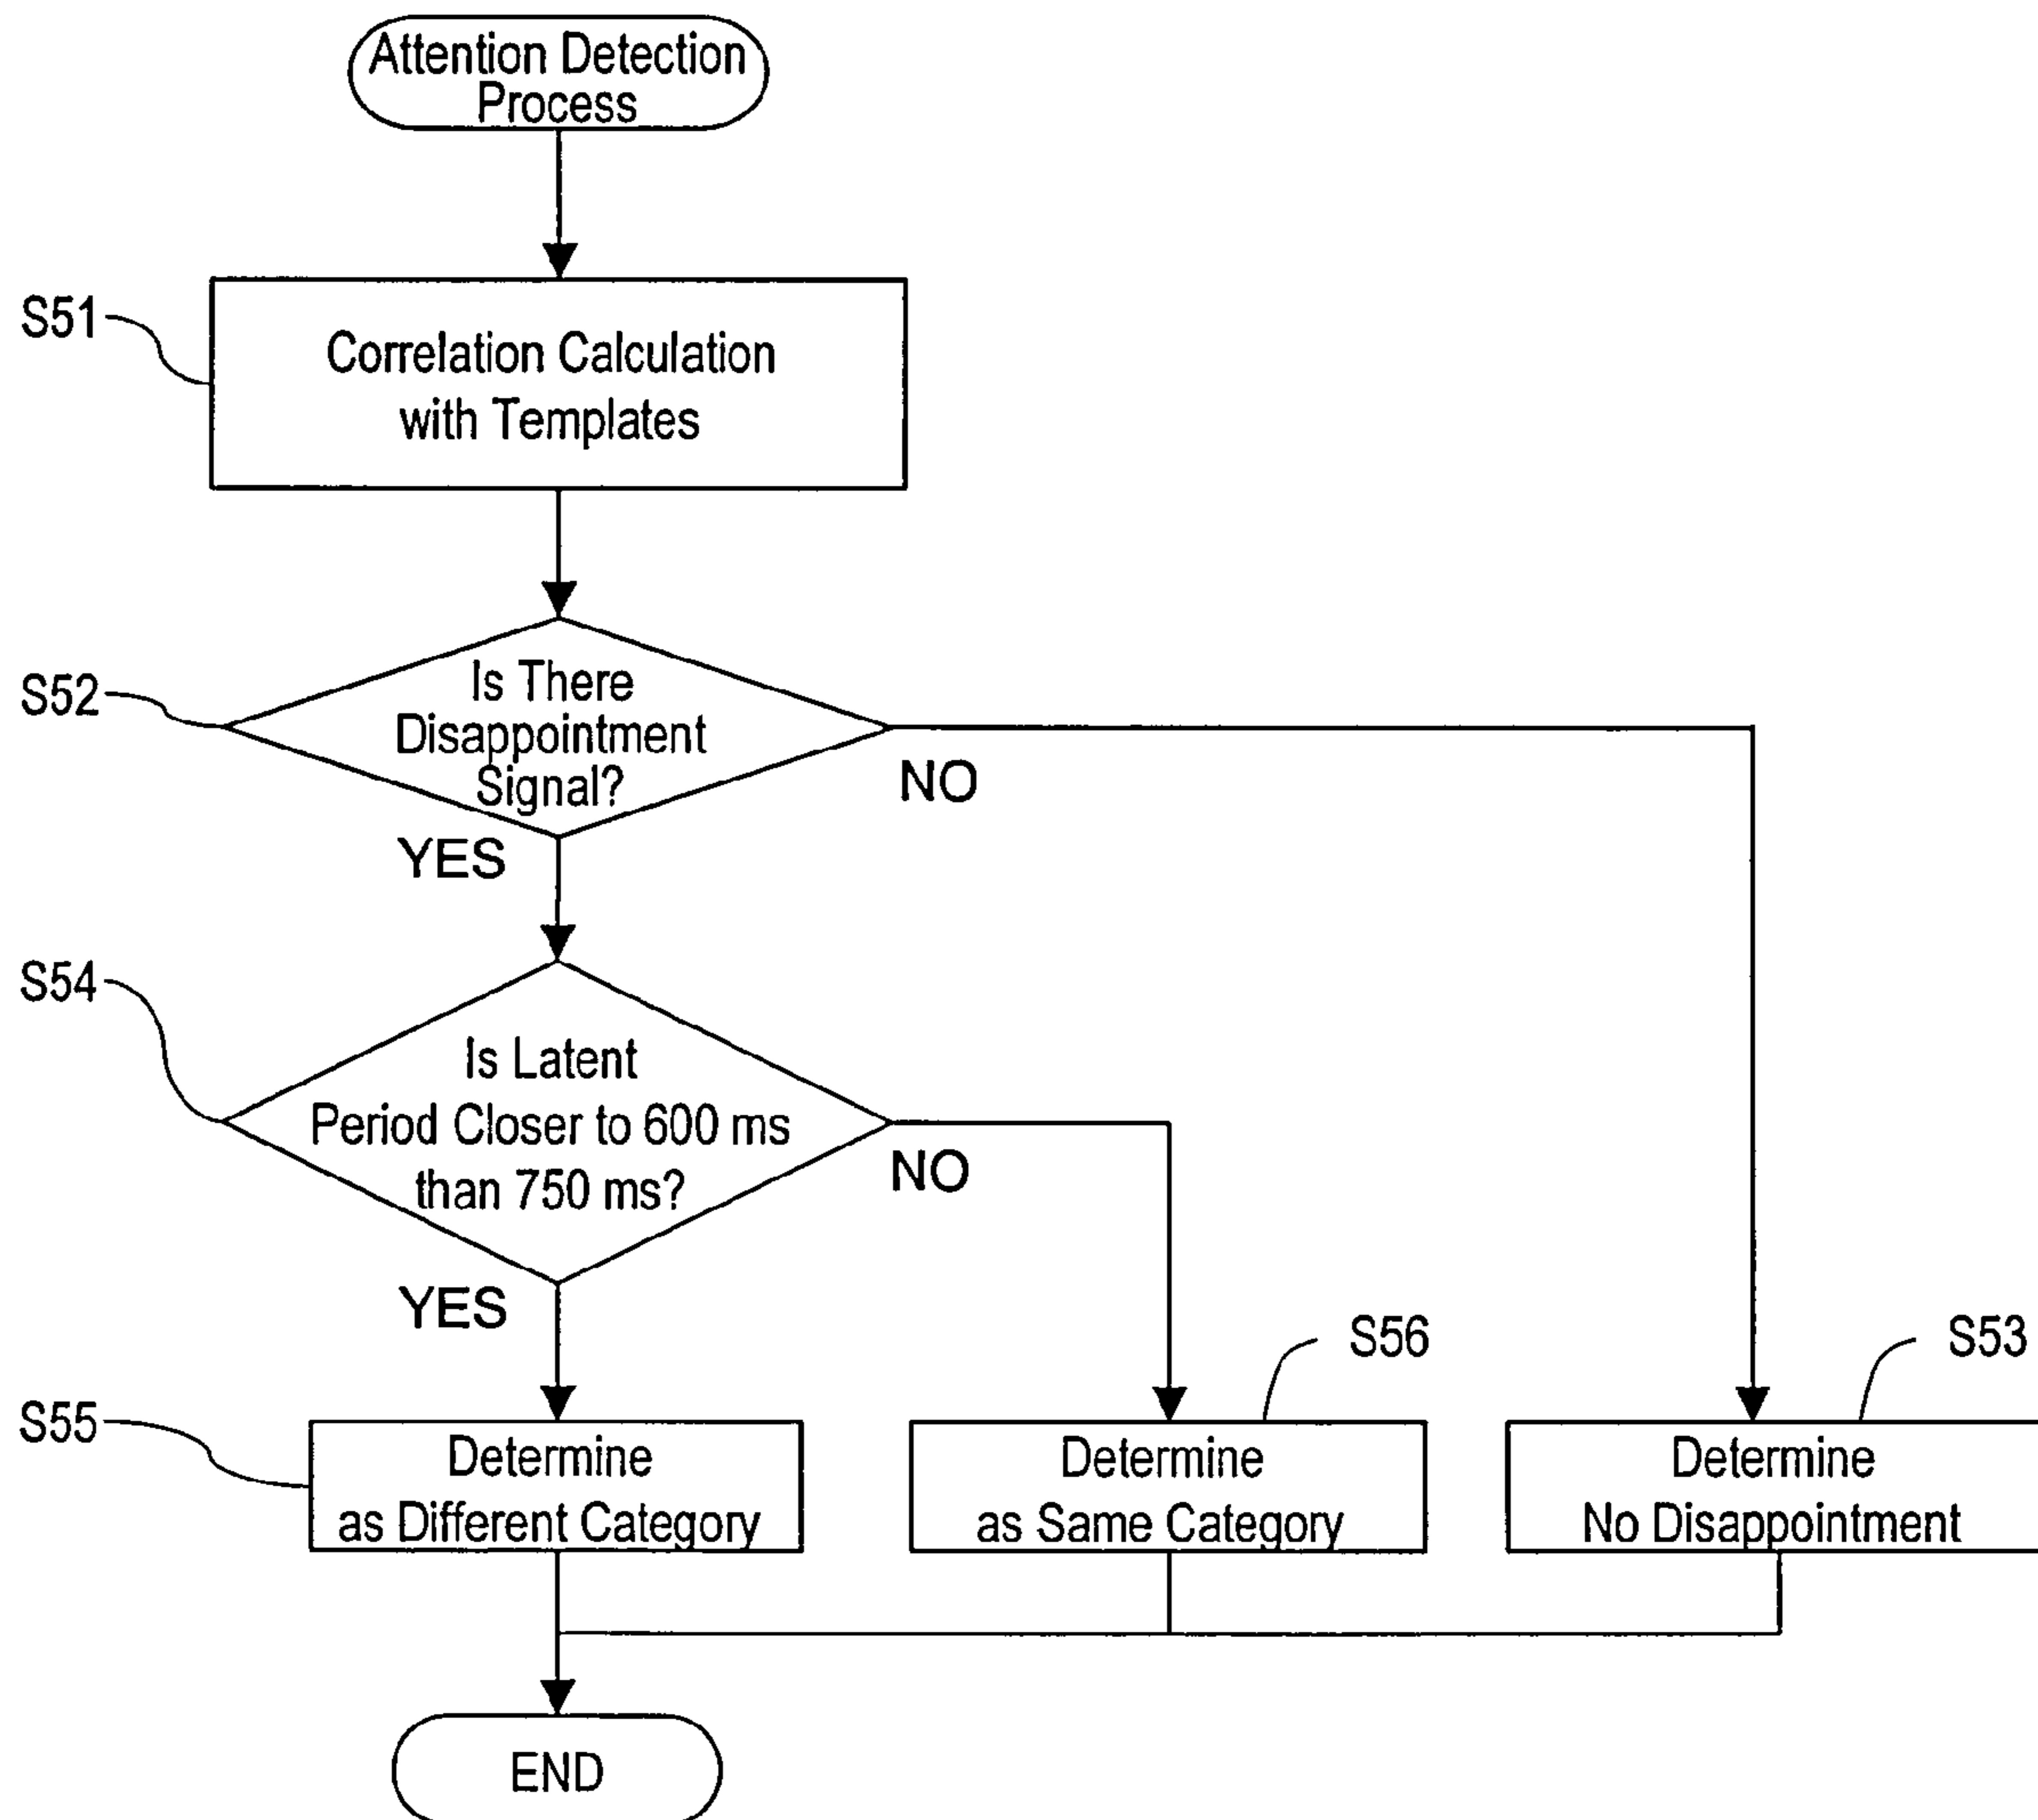 Attention Detection
Process
S51
Correlation Calculation
with Templates
S52
Is There
Disappointment
Signal?
NO
YES
S54
Is Latent
Period Closer to 600 ms
than 750 ms?
NO
YES
S56
S53
S55
Determine
as Different Category
Determine
as Same Category
Determine
No Disappointment
END